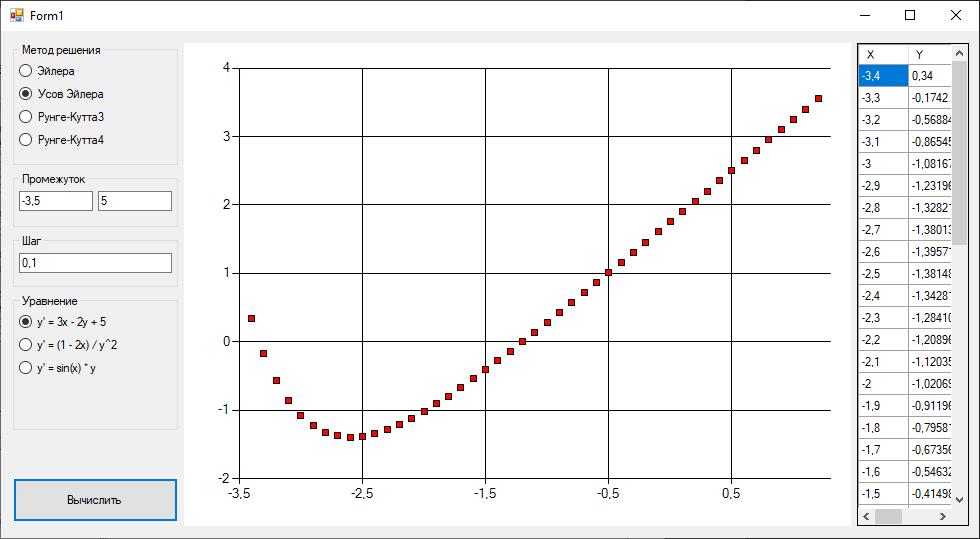 Form1
Метод решения
Эйлера
Усов Эйлера
Рунге-Кутта3
Рунге-Кутта4
Промежуток
-3,5 5
Шаг
0,1
Уравнение
y' = 3x - 2y + 5
y' = (1 - 2x) / y^2
y' = sin(x) * y
Вычислить
4
3
2
1
0
-1
-2
-3,5 -2,5 -1,5 -0,5 0,5
X Y
-3,4 0,34
-3,3 -0,1742
-3,2 -0,56884
-3,1 -0,86545
-3 -1,08167
-2,9 -1,23196
-2,8 -1,32821
-2,7 -1,38013
-2,6 -1,39571
-2,5 -1,38148
-2,4 -1,34281
-2,3 -1,28410
-2,2 -1,20896
-2,1 -1,12035
-2 -1,02069
-1,9 -0,91196
-1,8 -0,79581
-1,7 -0,67356
-1,6 -0,54632
-1,5 -0,41498